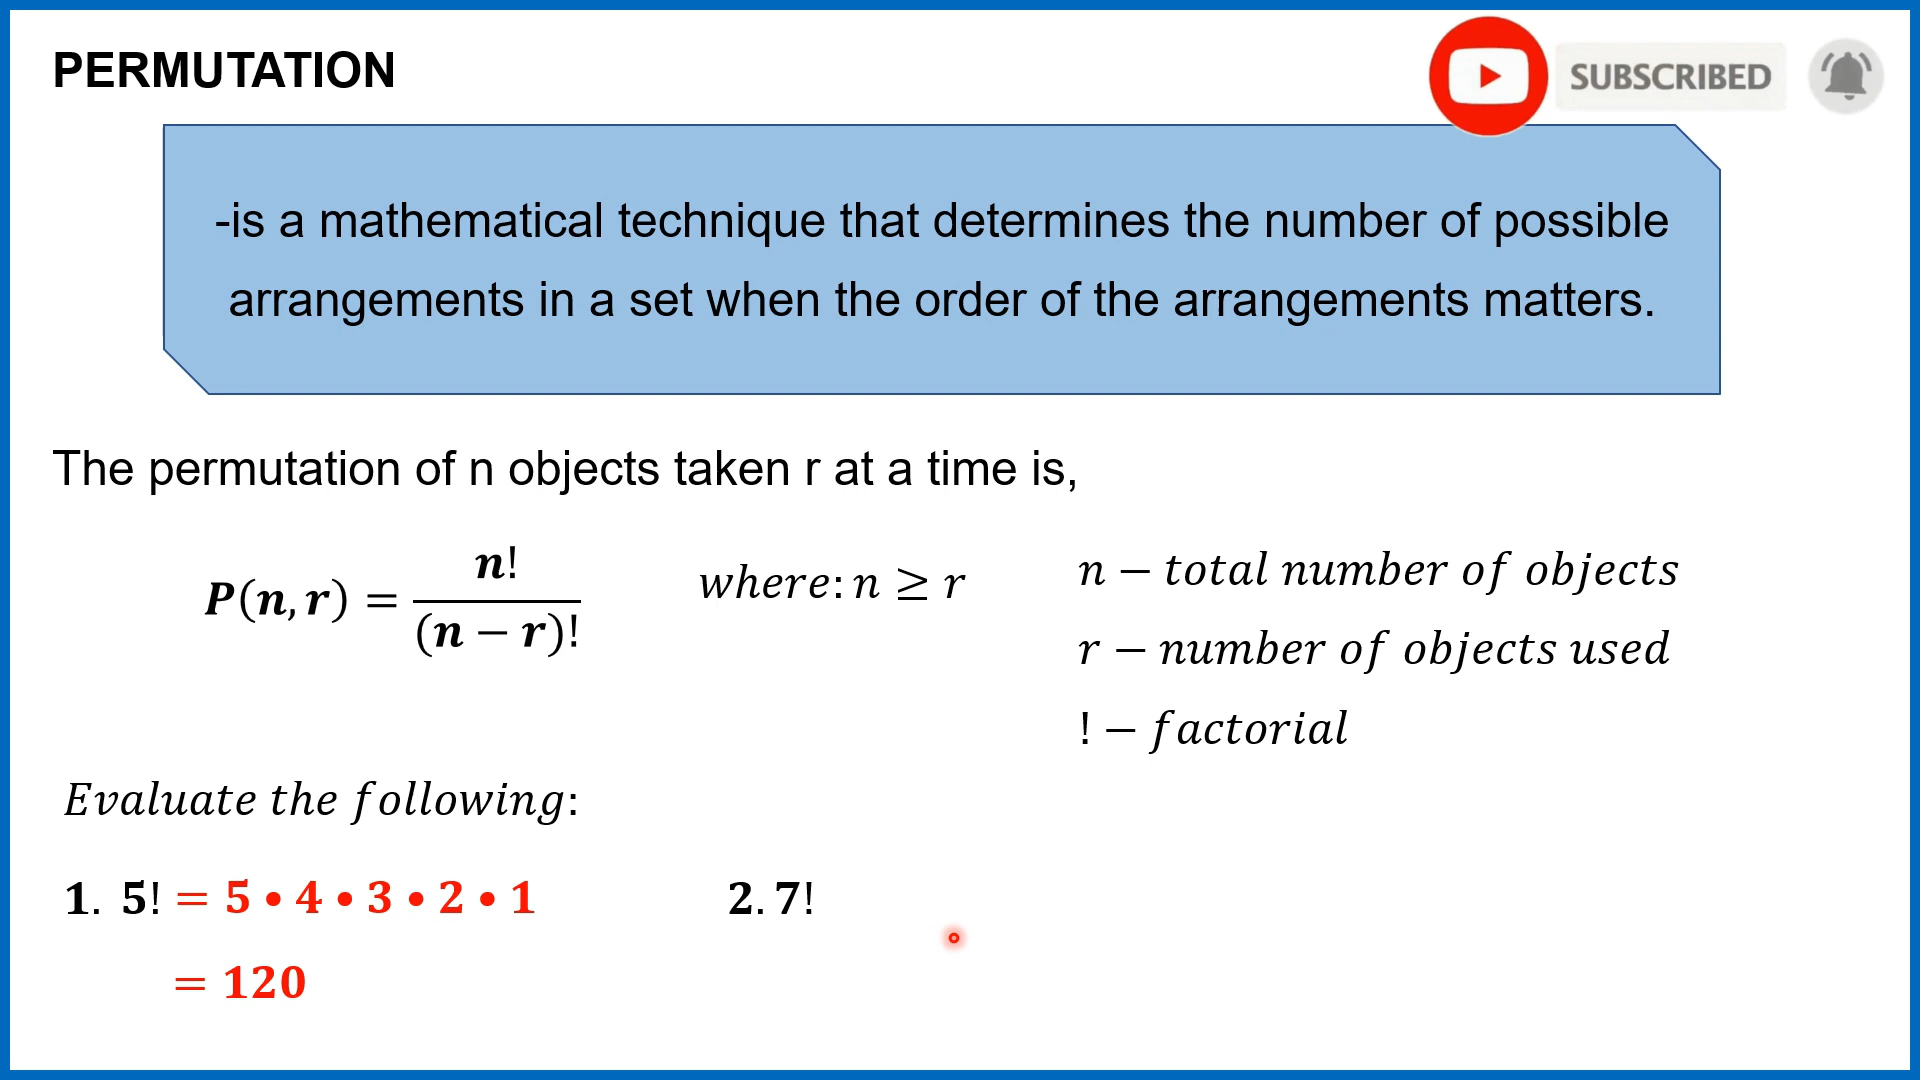 PERMUTATION
SUBSCRIBED
-is a mathematical technique that determines the number of possible
arrangements in a set when the order of the arrangements matters.
The permutation of n objects taken r at a time is,
P(n, r) = n! / (n − r)!
where: n ≥ r
n − total number of objects
r − number of objects used
! − factorial
Evaluate the following:
1. 5! = 5 • 4 • 3 • 2 • 1
= 120
2. 7!